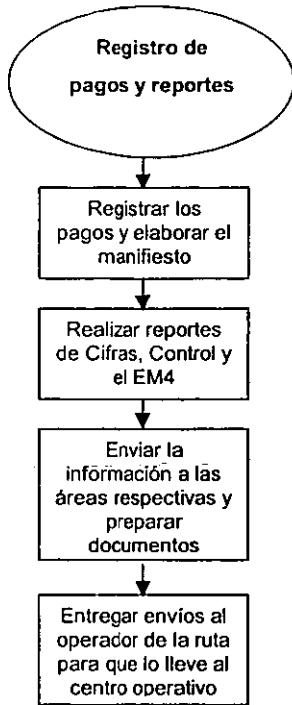 Registro de
pagos y reportes
Registrar los
pagos y elaborar el
manifiesto
Realizar reportes
de Cifras, Control y
el EM4
Enviar la
información a las
áreas respectivas y
preparar
documentos
Entregar envíos al
operador de la ruta
para que lo lleve al
centro operativo